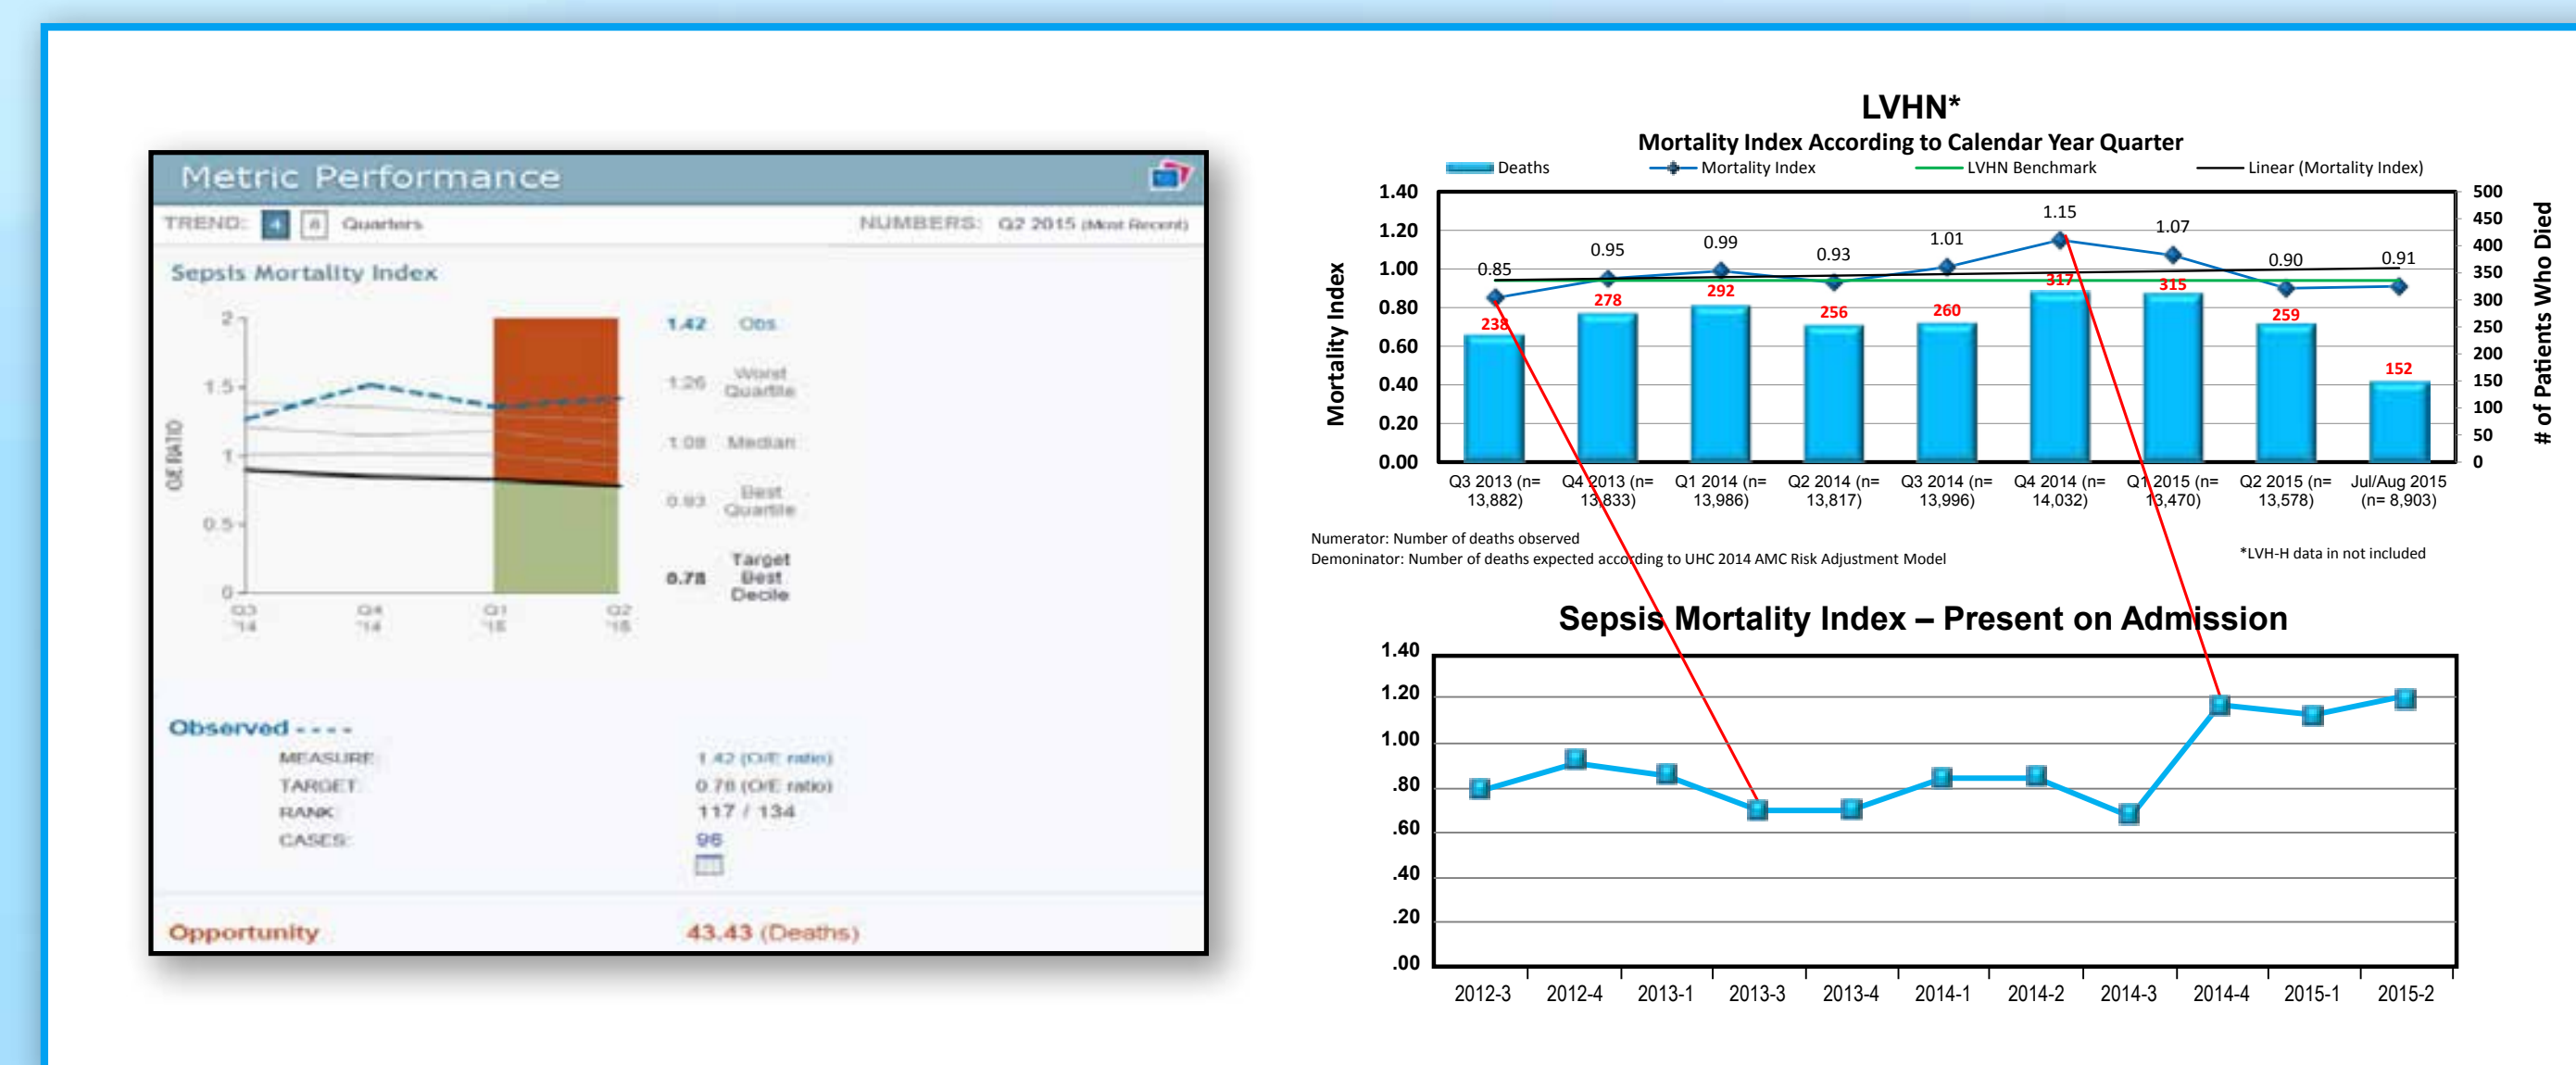 Metric Performance
TREND: 4 8 Quarters
NUMBERS: Q2 2015 (Most Recent)
Sepsis Mortality Index
2
1.5
1
0.5
0
O/E RATIO
Q3 '14
Q4 '14
Q1 '15
Q2 '15
1.42 Obs
1.26 Worst Quartile
1.08 Median
0.93 Best Quartile
0.78 Target Best Decile
Observed ----
MEASURE: 1.42 (O/E ratio)
TARGET: 0.78 (O/E ratio)
RANK: 117 / 134
CASES: 96
Opportunity 43.43 (Deaths)
LVHN*
Mortality Index According to Calendar Year Quarter
Deaths Mortality Index LVHN Benchmark Linear (Mortality Index)
Mortality Index
1.40
1.20
1.00
0.80
0.60
0.40
0.20
0.00
0.85 0.95 0.99 0.93 1.01 1.15 1.07 0.90 0.91
238 278 292 256 260 317 315 259 152
500
450
400
350
300
250
200
150
100
50
0
# of Patients Who Died
Q3 2013 (n= Q4 2013 (n= Q1 2014 (n= Q2 2014 (n= Q3 2014 (n= Q4 2014 (n= Q1 2015 (n= Q2 2015 (n= Jul/Aug 2015
13,882) 13,833) 13,986) 13,817) 13,996) 14,032) 13,470) 13,578) (n= 8,903)
Numerator: Number of deaths observed
Demoninator: Number of deaths expected according to UHC 2014 AMC Risk Adjustment Model
*LVH-H data in not included
Sepsis Mortality Index – Present on Admission
1.40
1.20
1.00
.80
.60
.40
.20
.00
2012-3 2012-4 2013-1 2013-3 2013-4 2014-1 2014-2 2014-3 2014-4 2015-1 2015-2